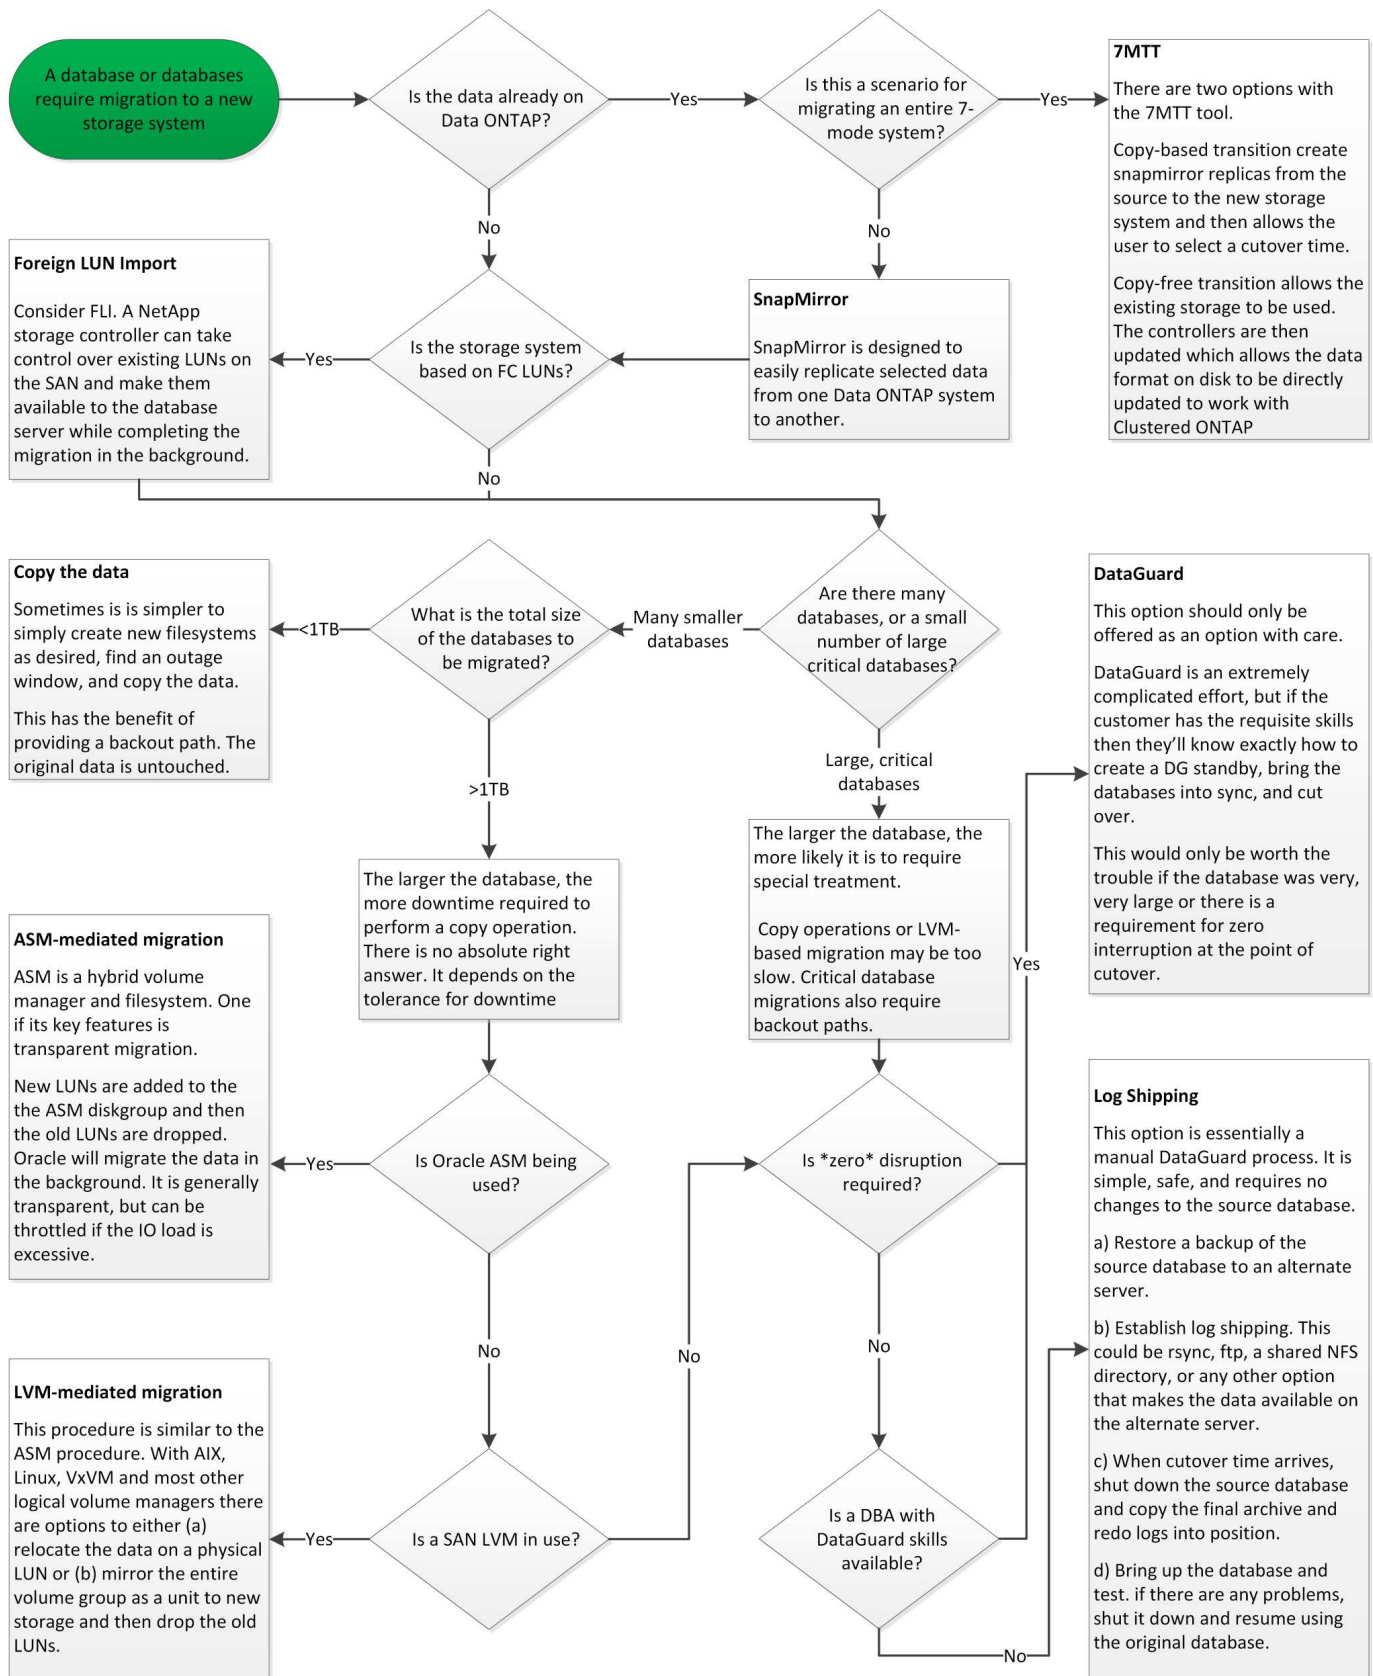 A database or databases
require migration to a new
storage system
Is the data already on
Data ONTAP?
Yes
Is this a scenario for
migrating an entire 7-
mode system?
Yes
7MTT
There are two options with
the 7MTT tool.
Copy-based transition create
snapmirror replicas from the
source to the new storage
system and then allows the
user to select a cutover time.
Copy-free transition allows the
existing storage to be used.
The controllers are then
updated which allows the data
format on disk to be directly
updated to work with
Clustered ONTAP
No
No
Foreign LUN Import
Consider FLI. A NetApp
storage controller can take
control over existing LUNs on
the SAN and make them
available to the database
server while completing the
migration in the background.
Yes
Is the storage system
based on FC LUNs?
SnapMirror
SnapMirror is designed to
easily replicate selected data
from one Data ONTAP system
to another.
No
Copy the data
Sometimes is is simpler to
simply create new filesystems
as desired, find an outage
window, and copy the data.
This has the benefit of
providing a backout path. The
original data is untouched.
<1TB
What is the total size
of the databases to
be migrated?
Many smaller
databases
Are there many
databases, or a small
number of large
critical databases?
DataGuard
This option should only be
offered as an option with care.
DataGuard is an extremely
complicated effort, but if the
customer has the requisite skills
then they'll know exactly how to
create a DG standby, bring the
databases into sync, and cut
over.
This would only be worth the
trouble if the database was very,
very large or there is a
requirement for zero
interruption at the point of
cutover.
>1TB
Large, critical
databases
The larger the database, the
more downtime required to
perform a copy operation.
There is no absolute right
answer. It depends on the
tolerance for downtime
The larger the database, the
more likely it is to require
special treatment.
Copy operations or LVM-
based migration may be too
slow. Critical database
migrations also require
backout paths.
Yes
ASM-mediated migration
ASM is a hybrid volume
manager and filesystem. One
if its key features is
transparent migration.
New LUNs are added to the
the ASM diskgroup and then
the old LUNs are dropped.
Oracle will migrate the data in
the background. It is generally
transparent, but can be
throttled if the IO load is
excessive.
Yes
Is Oracle ASM being
used?
Is *zero* disruption
required?
Log Shipping
This option is essentially a
manual DataGuard process. It is
simple, safe, and requires no
changes to the source database.
a) Restore a backup of the
source database to an alternate
server.
b) Establish log shipping. This
could be rsync, ftp, a shared NFS
directory, or any other option
that makes the data available on
the alternate server.
c) When cutover time arrives,
shut down the source database
and copy the final archive and
redo logs into position.
d) Bring up the database and
test. if there are any problems,
shut it down and resume using
the original database.
No
No
No
LVM-mediated migration
This procedure is similar to the
ASM procedure. With AIX,
Linux, VxVM and most other
logical volume managers there
are options to either (a)
relocate the data on a physical
LUN or (b) mirror the entire
volume group as a unit to new
storage and then drop the old
LUNs.
Yes
Is a SAN LVM in use?
Is a DBA with
DataGuard skills
available?
No